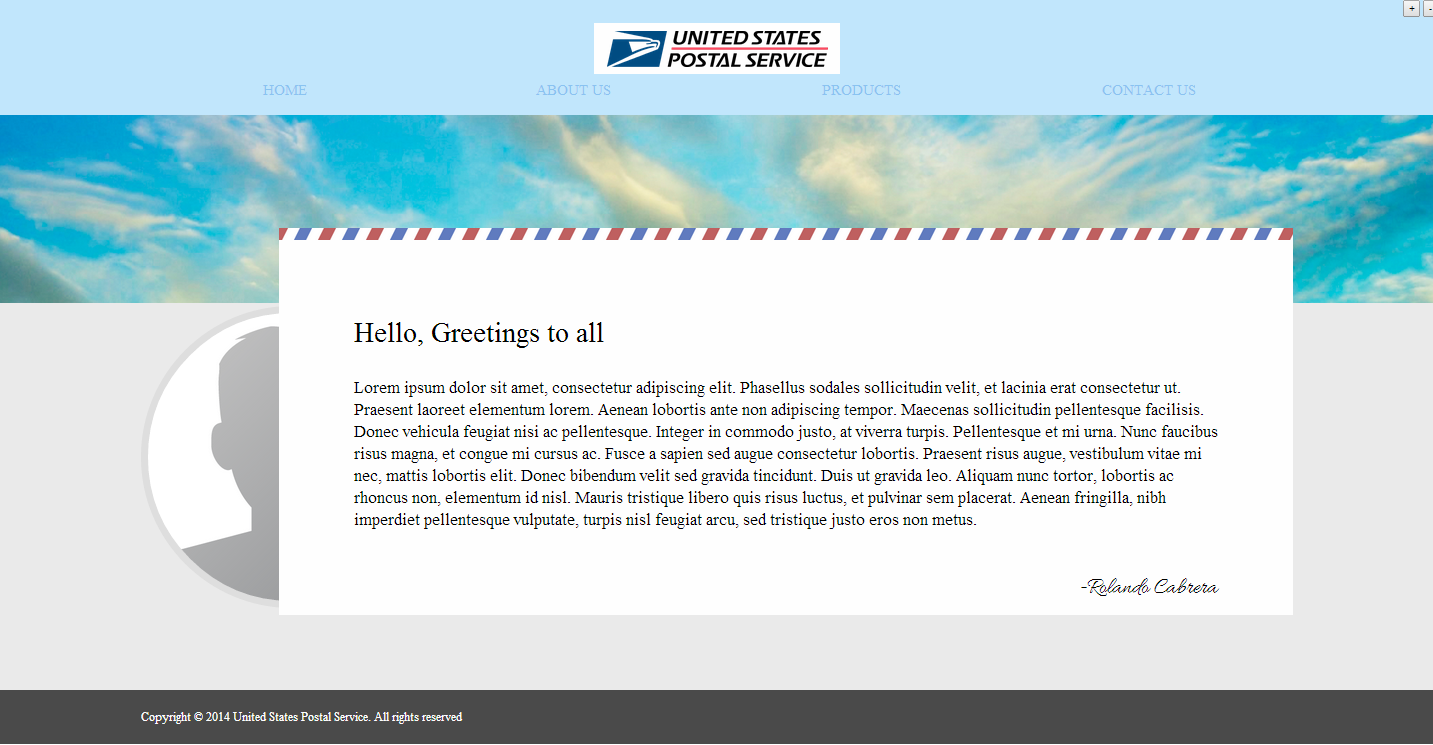 + -
UNITED STATES
POSTAL SERVICE
HOME ABOUT US PRODUCTS CONTACT US
Hello, Greetings to all
Lorem ipsum dolor sit amet, consectetur adipiscing elit. Phasellus sodales sollicitudin velit, et lacinia erat consectetur ut.
Praesent laoreet elementum lorem. Aenean lobortis ante non adipiscing tempor. Maecenas sollicitudin pellentesque facilisis.
Donec vehicula feugiat nisi ac pellentesque. Integer in commodo justo, at viverra turpis. Pellentesque et mi urna. Nunc faucibus
risus magna, et congue mi cursus ac. Fusce a sapien sed augue consectetur lobortis. Praesent risus augue, vestibulum vitae mi
nec, mattis lobortis elit. Donec bibendum velit sed gravida tincidunt. Duis ut gravida leo. Aliquam nunc tortor, lobortis ac
rhoncus non, elementum id nisl. Mauris tristique libero quis risus luctus, et pulvinar sem placerat. Aenean fringilla, nibh
imperdiet pellentesque vulputate, turpis nisl feugiat arcu, sed tristique justo eros non metus.
-Rolando Cabrera
Copyright © 2014 United States Postal Service. All rights reserved